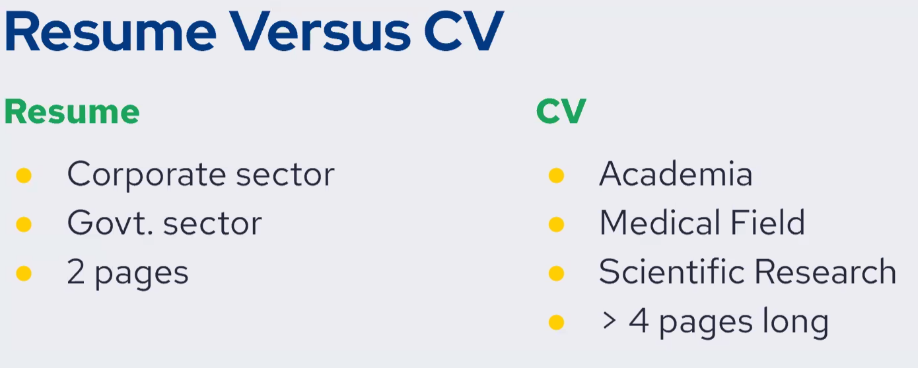 Resume Versus CV
Resume
Corporate sector
Govt. sector
2 pages
CV
Academia
Medical Field
Scientific Research
> 4 pages long